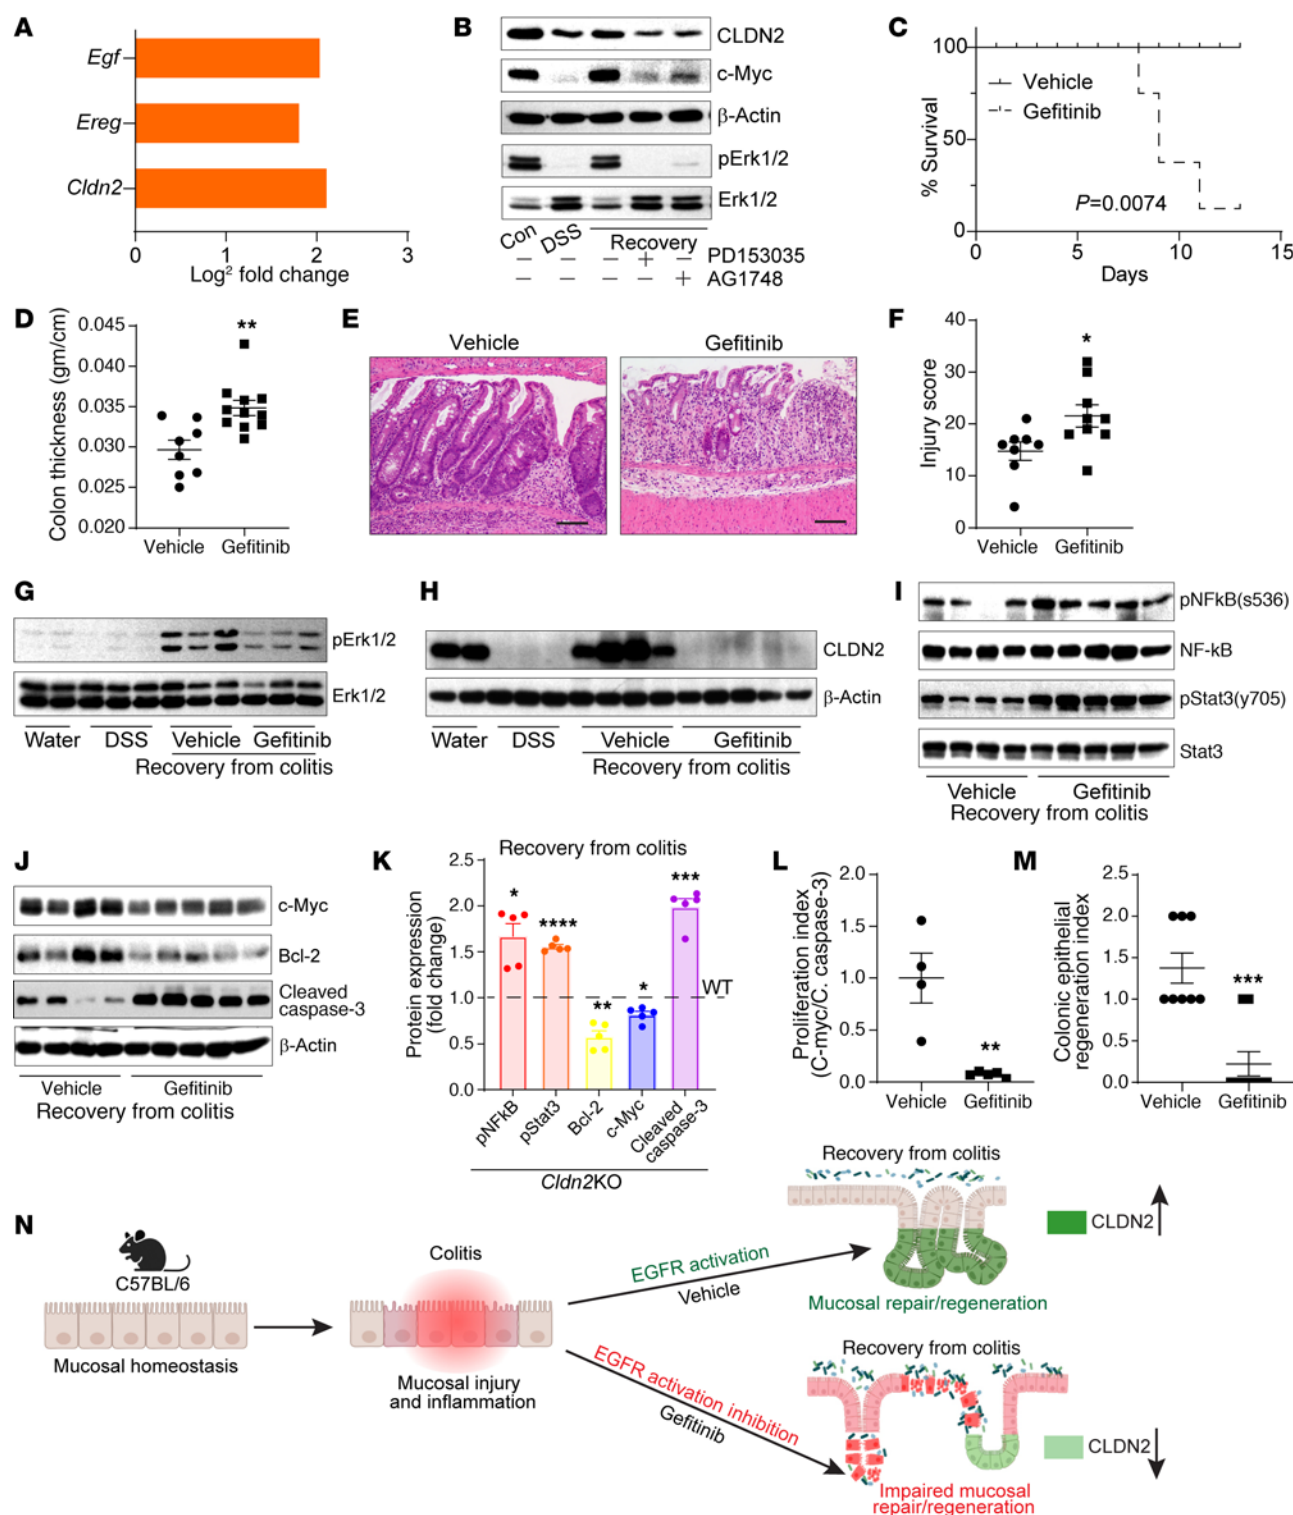 A
Egf
Ereg
Cldn2
0 1 2 3
Log² fold change
B
CLDN2
c-Myc
β-Actin
pErk1/2
Erk1/2
Con DSS Recovery
– – – + – PD153035
– – – – + AG1748
C
% Survival
100
50
0
Vehicle
Gefitinib
P=0.0074
0 5 10 15
Days
D
Colon thickness (gm/cm)
0.045
0.040
0.035
0.030
0.025
0.020
**
Vehicle Gefitinib
E
Vehicle Gefitinib
F
Injury score
40
30
20
10
0
*
Vehicle Gefitinib
G
pErk1/2
Erk1/2
Water DSS Vehicle Gefitinib
Recovery from colitis
H
CLDN2
β-Actin
Water DSS Vehicle Gefitinib
Recovery from colitis
I
pNFkB(s536)
NF-kB
pStat3(y705)
Stat3
Vehicle Gefitinib
Recovery from colitis
J
c-Myc
Bcl-2
Cleaved
caspase-3
β-Actin
Vehicle Gefitinib
Recovery from colitis
K
Recovery from colitis
Protein expression
(fold change)
2.5
2.0
1.5
1.0
0.5
0.0
* **** ** * ***
WT
pNFkB
pStat3
Bcl-2
c-Myc
Cleaved
caspase-3
Cldn2KO
L
Proliferation index
(C-myc/C. caspase-3)
2.0
1.5
1.0
0.5
0.0
**
Vehicle Gefitinib
M
Colonic epithelial
regeneration index
2.5
2.0
1.5
1.0
0.5
0.0
***
Vehicle Gefitinib
N
C57BL/6
Mucosal homeostasis
Colitis
Mucosal injury
and inflammation
EGFR activation
Vehicle
EGFR activation inhibition
Gefitinib
Recovery from colitis
CLDN2
Mucosal repair/regeneration
Recovery from colitis
CLDN2
Impaired mucosal
repair/regeneration